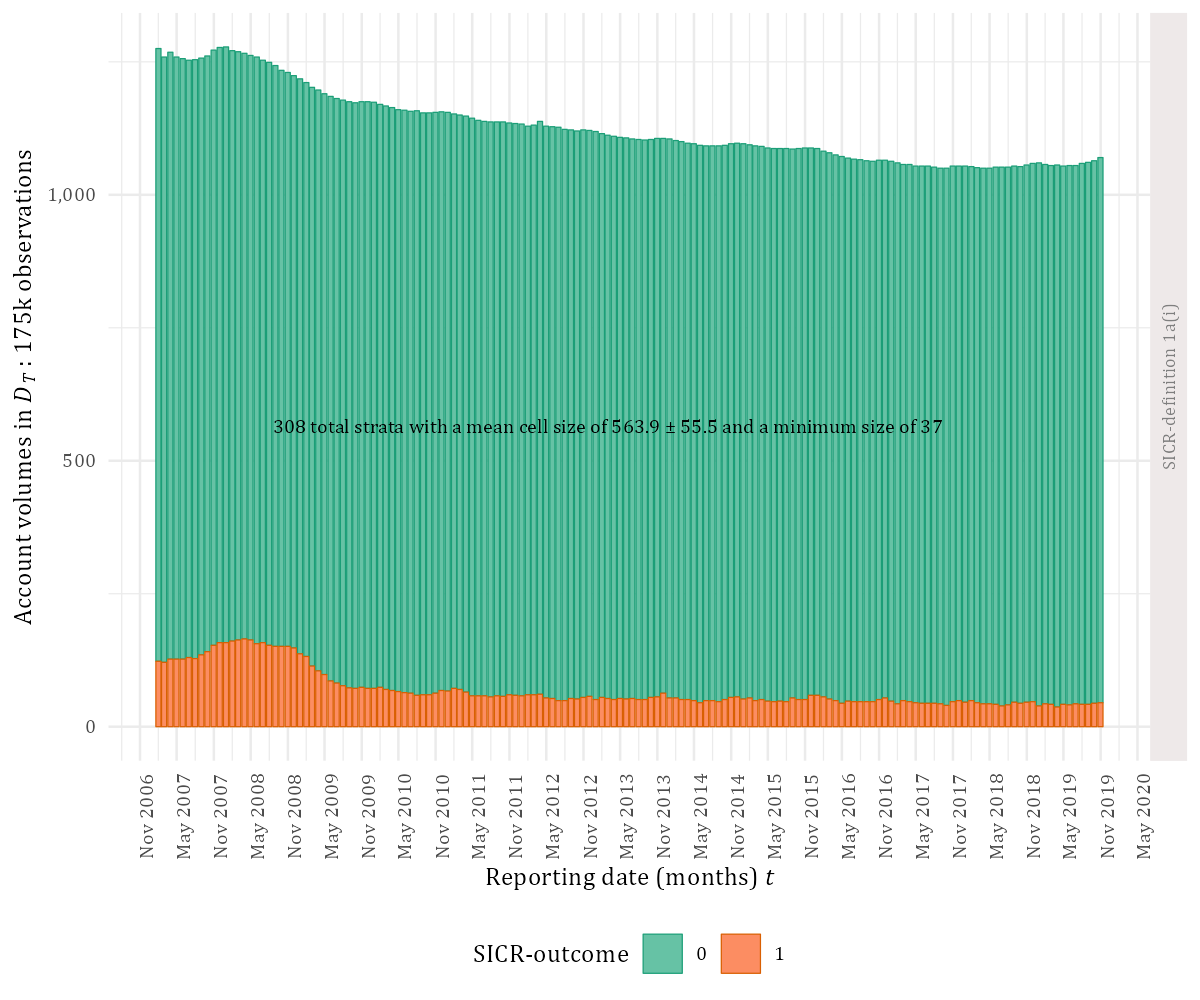 Account volumes in D_T : 175k observations
1,000
500
0
308 total strata with a mean cell size of 563.9 ± 55.5 and a minimum size of 37
SICR-definition 1a(i)
Nov 2006
May 2007
Nov 2007
May 2008
Nov 2008
May 2009
Nov 2009
May 2010
Nov 2010
May 2011
Nov 2011
May 2012
Nov 2012
May 2013
Nov 2013
May 2014
Nov 2014
May 2015
Nov 2015
May 2016
Nov 2016
May 2017
Nov 2017
May 2018
Nov 2018
May 2019
Nov 2019
May 2020
Reporting date (months) t
SICR-outcome 0 1